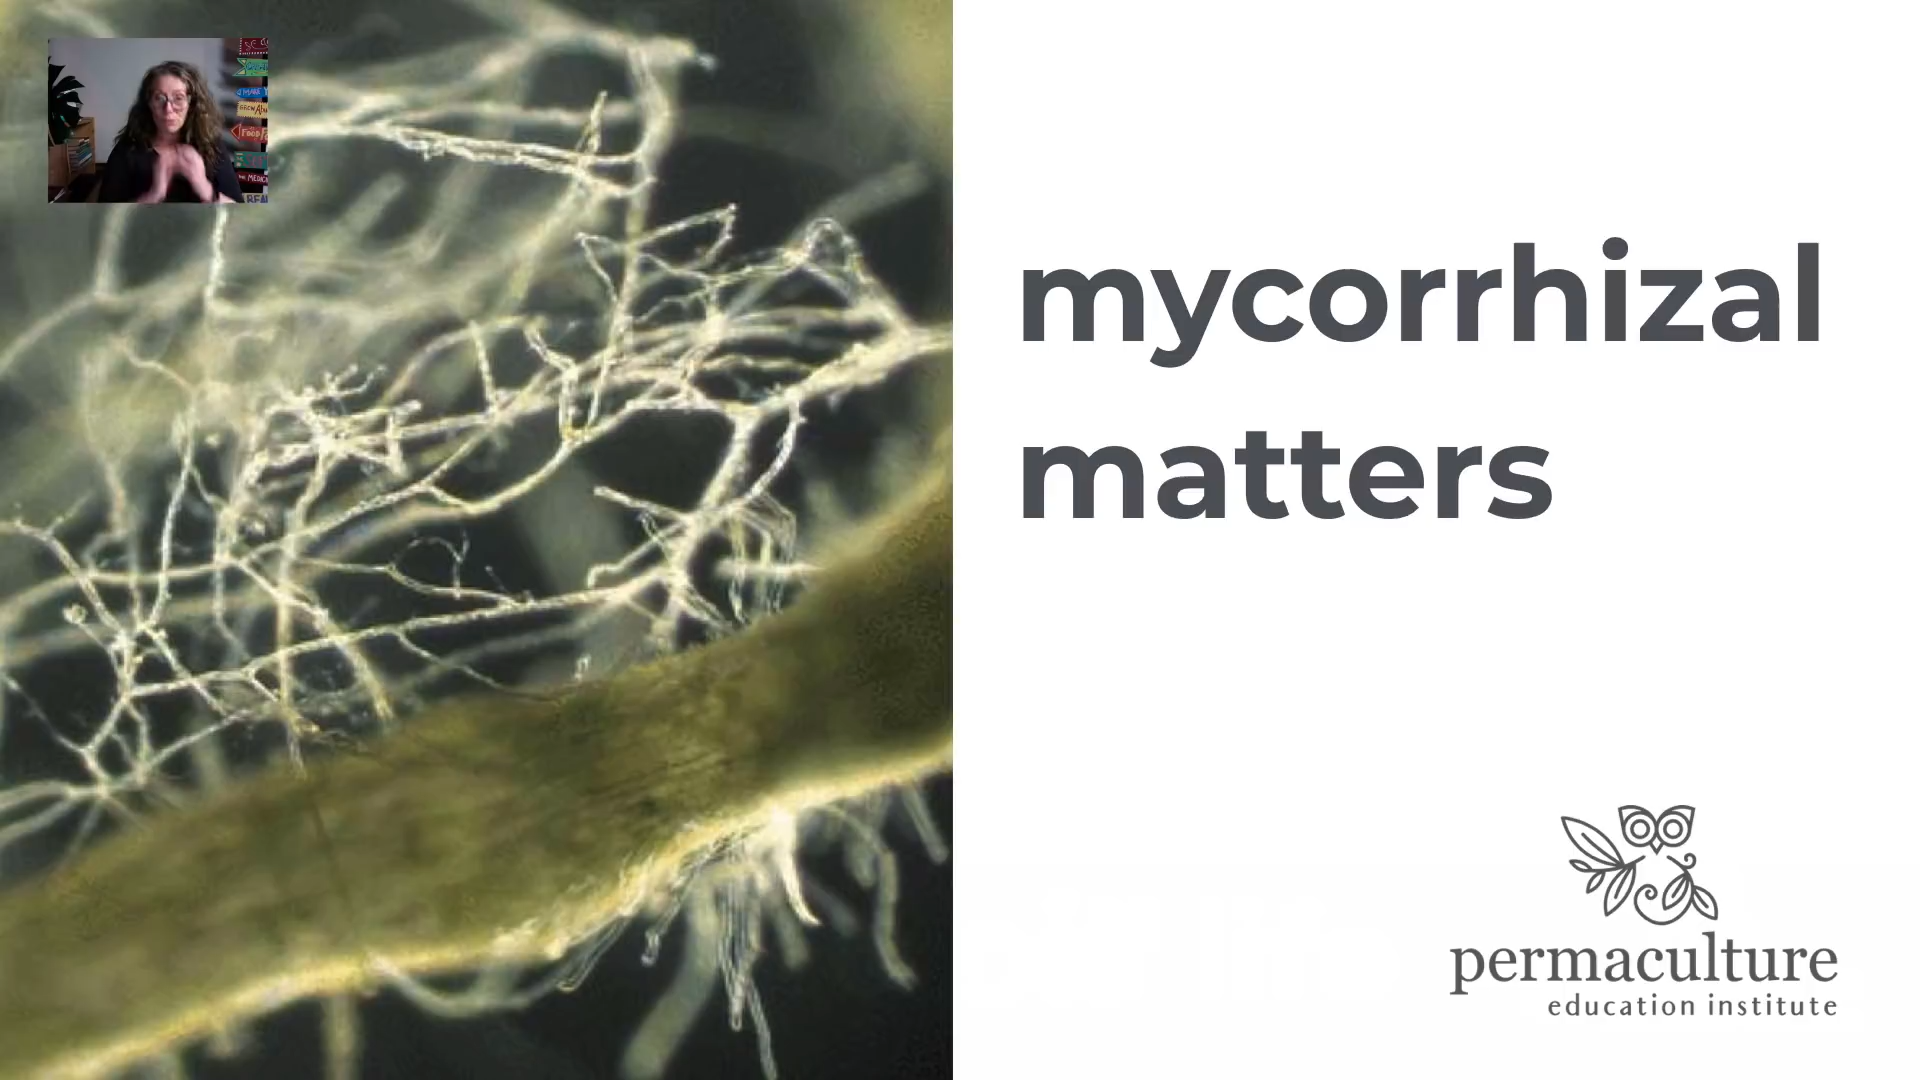 mycorrhizal
matters
permaculture
education institute